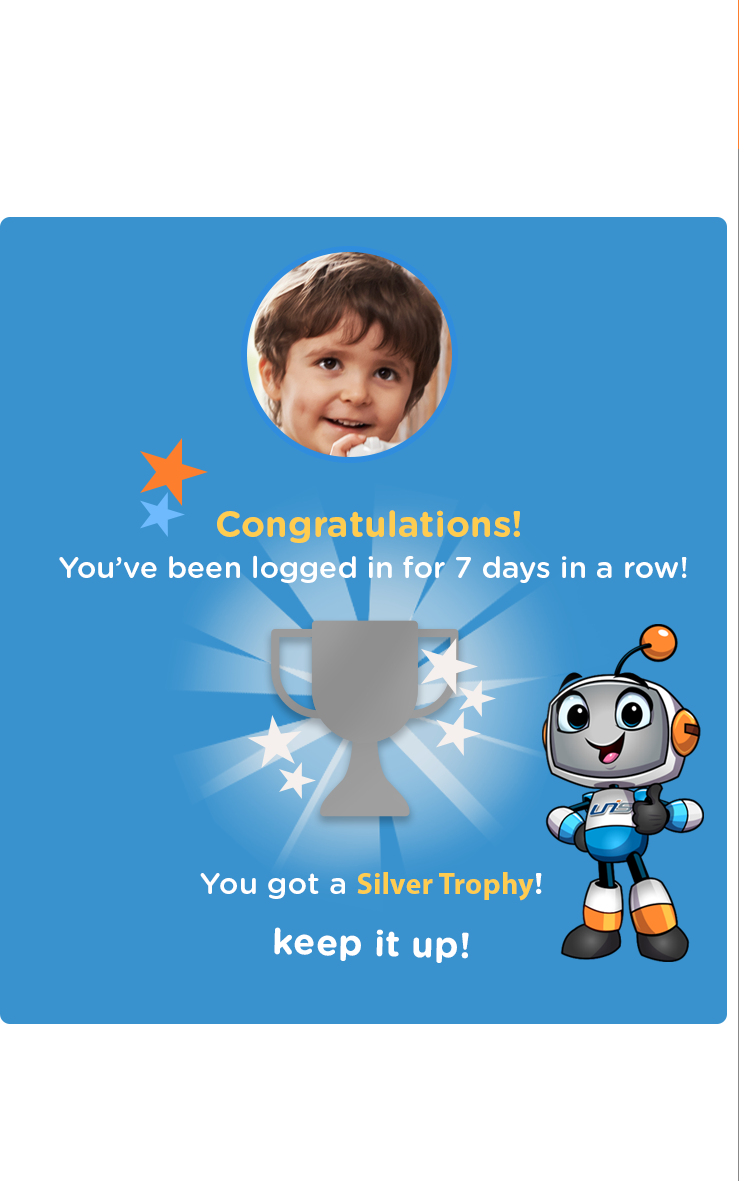 Congratulations!
You’ve been logged in for 7 days in a row!
You got a Silver Trophy!
keep it up!